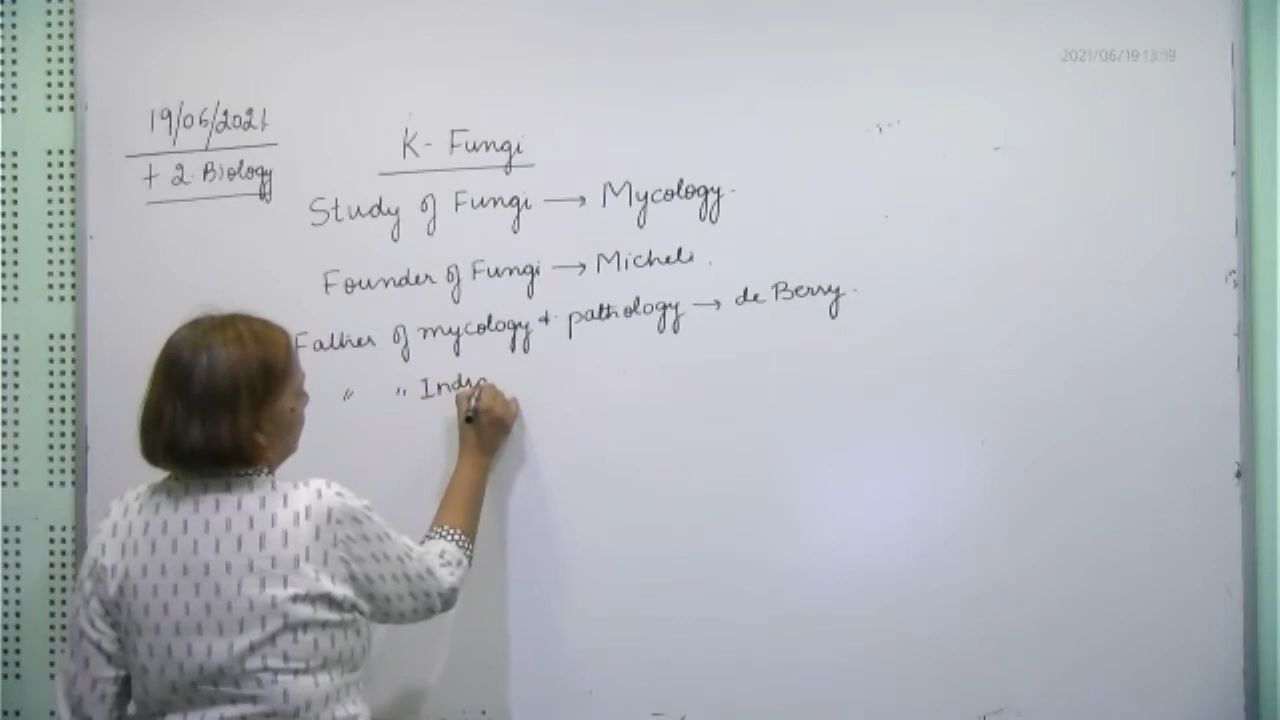 2021/06/19 13:19
19/06/2021
+ 2 Biology
K- Fungi
Study of Fungi → Mycology.
Founder of Fungi → Micheli.
Father of mycology + pathology → de Berry.
" " India